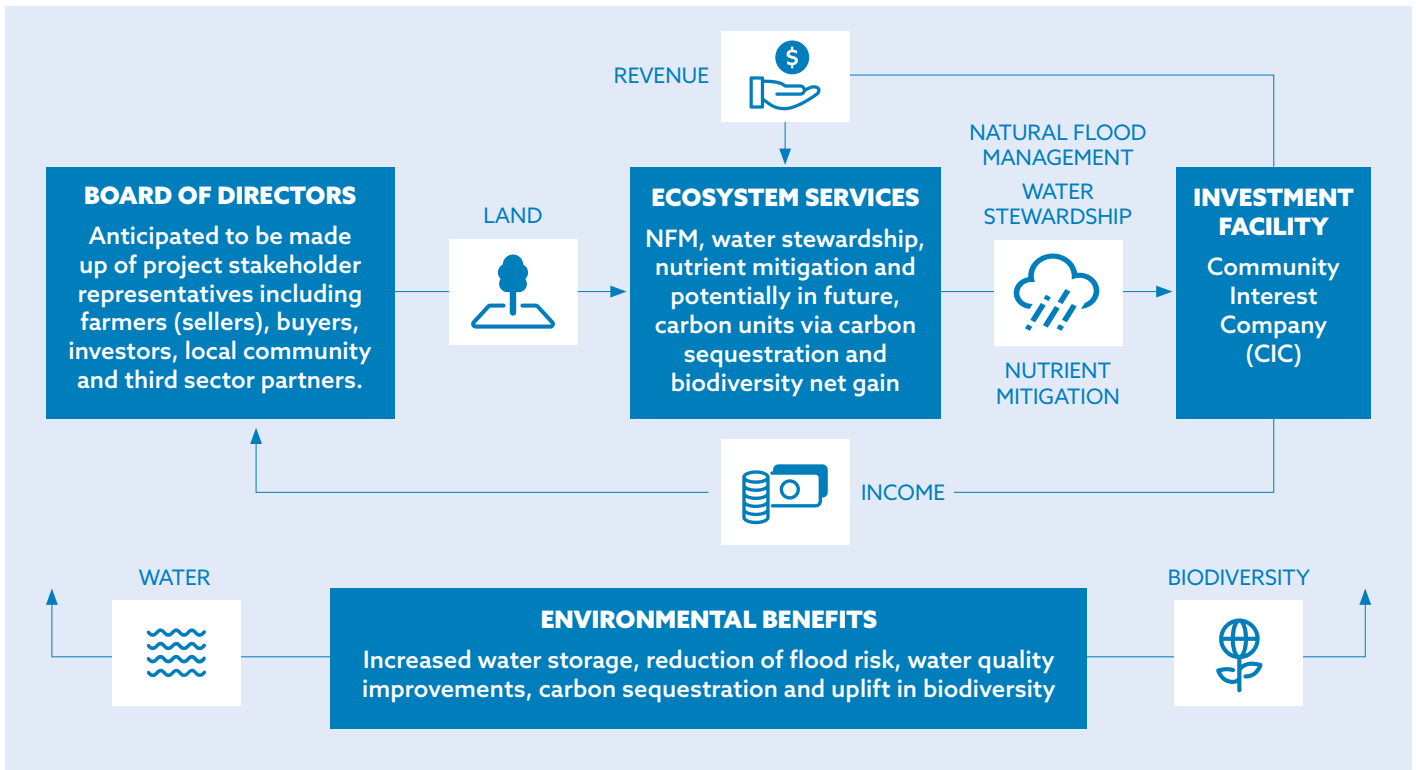 REVENUE
$
NATURAL FLOOD
MANAGEMENT
WATER
STEWARDSHIP
NUTRIENT
MITIGATION
BOARD OF DIRECTORS
Anticipated to be made
up of project stakeholder
representatives including
farmers (sellers), buyers,
investors, local community
and third sector partners.
LAND
ECOSYSTEM SERVICES
NFM, water stewardship,
nutrient mitigation and
potentially in future,
carbon units via carbon
sequestration and
biodiversity net gain
INVESTMENT
FACILITY
Community
Interest
Company
(CIC)
INCOME
WATER
ENVIRONMENTAL BENEFITS
Increased water storage, reduction of flood risk, water quality
improvements, carbon sequestration and uplift in biodiversity
BIODIVERSITY